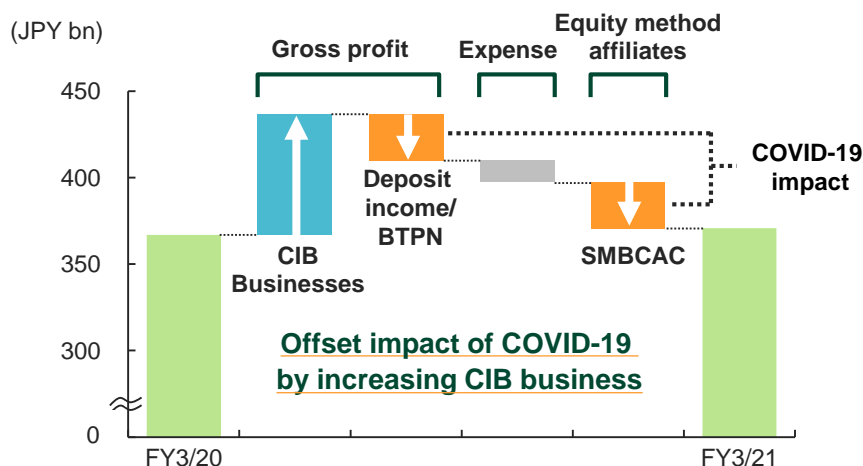 (JPY bn)
Gross profit
Expense
Equity method
affiliates
450
400
350
300
0
CIB
Businesses
Deposit
income/
BTPN
SMBCAC
COVID-19
impact
Offset impact of COVID-19
by increasing CIB business
FY3/20
FY3/21